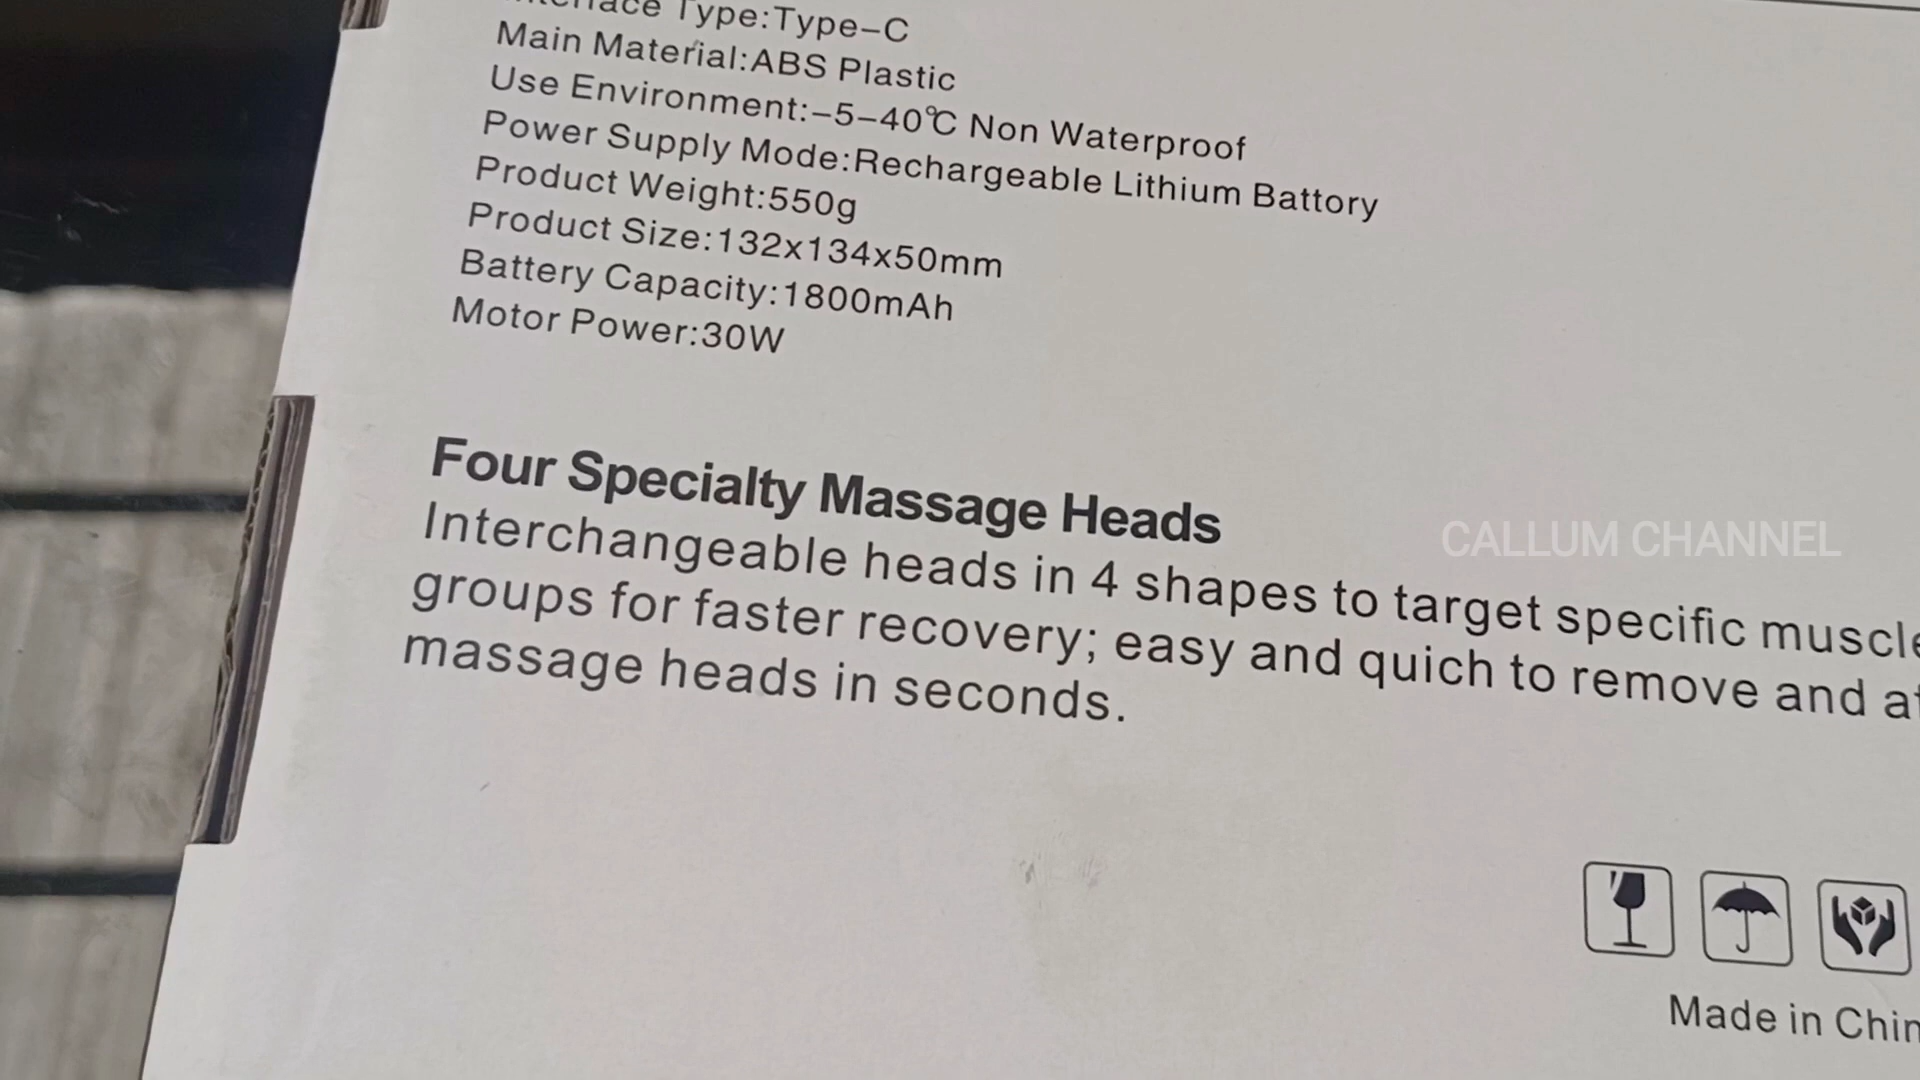 Type:Type–C
Main Material:ABS Plastic
Use Environment:–5–40℃ Non Waterproof
Power Supply Mode:Rechargeable Lithium Battory
Product Weight:550g
Product Size:132x134x50mm
Battery Capacity:1800mAh
Motor Power:30W
Four Specialty Massage Heads
Interchangeable heads in 4 shapes to target specific muscle
groups for faster recovery; easy and quich to remove and
massage heads in seconds.
CALLUM CHANNEL
Made in